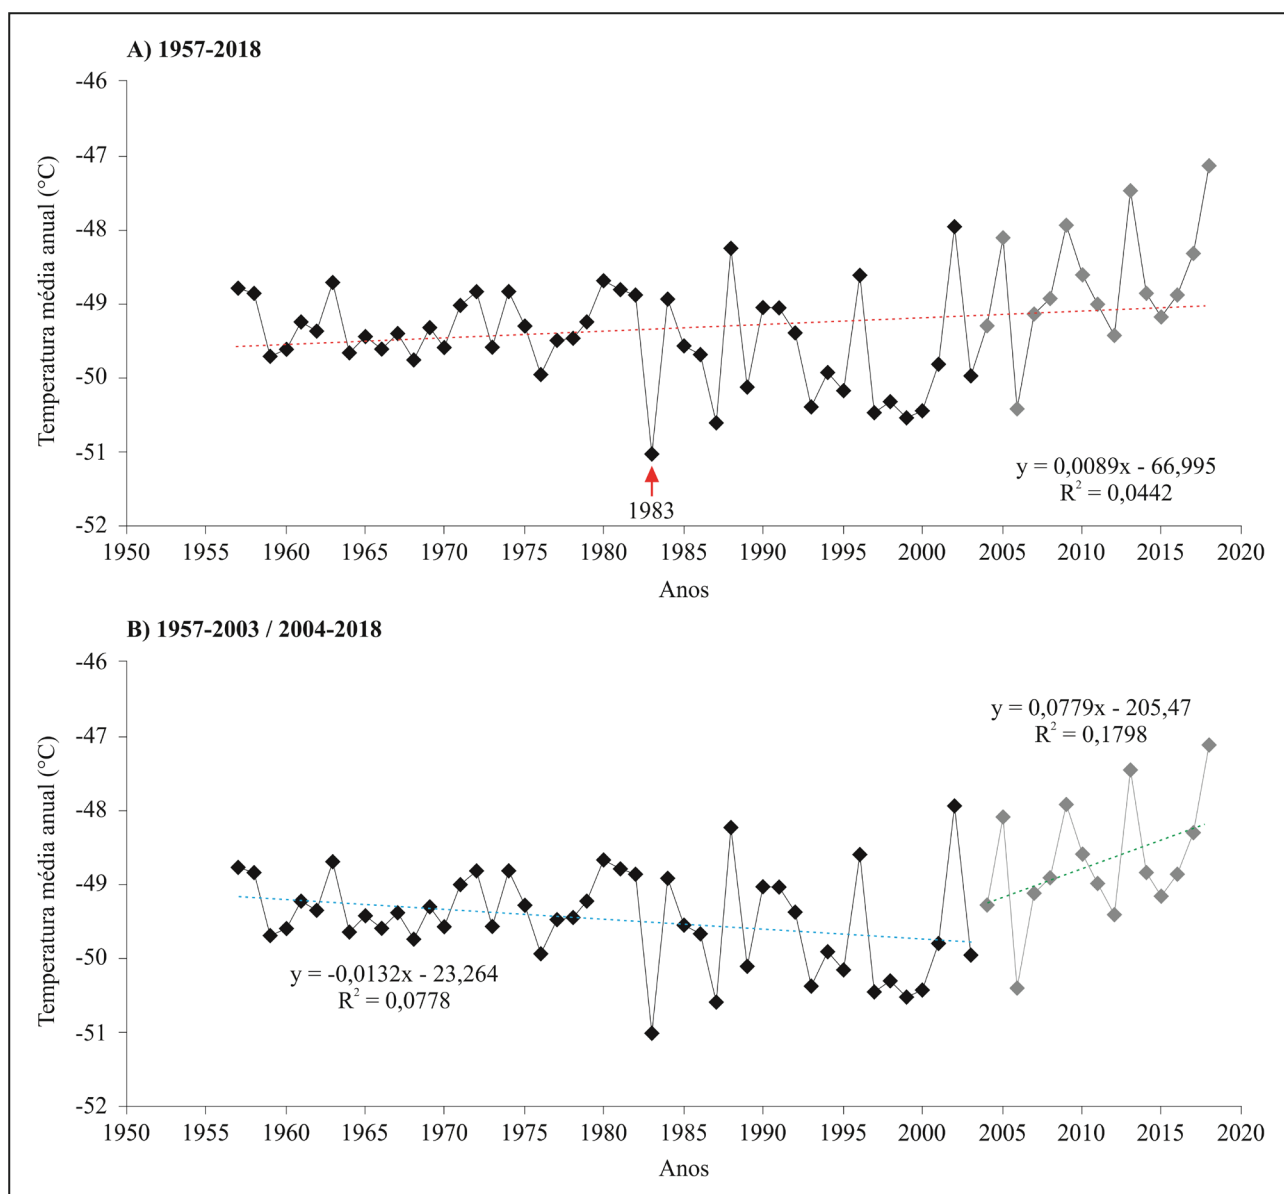 A) 1957-2018
Temperatura média anual (°C)
-46
-47
-48
-49
-50
-51
-52
1983
y = 0,0089x - 66,995
R² = 0,0442
1950 1955 1960 1965 1970 1975 1980 1985 1990 1995 2000 2005 2010 2015 2020
Anos
B) 1957-2003 / 2004-2018
Temperatura média anual (°C)
-46
-47
-48
-49
-50
-51
-52
y = 0,0779x - 205,47
R² = 0,1798
y = -0,0132x - 23,264
R² = 0,0778
1950 1955 1960 1965 1970 1975 1980 1985 1990 1995 2000 2005 2010 2015 2020
Anos